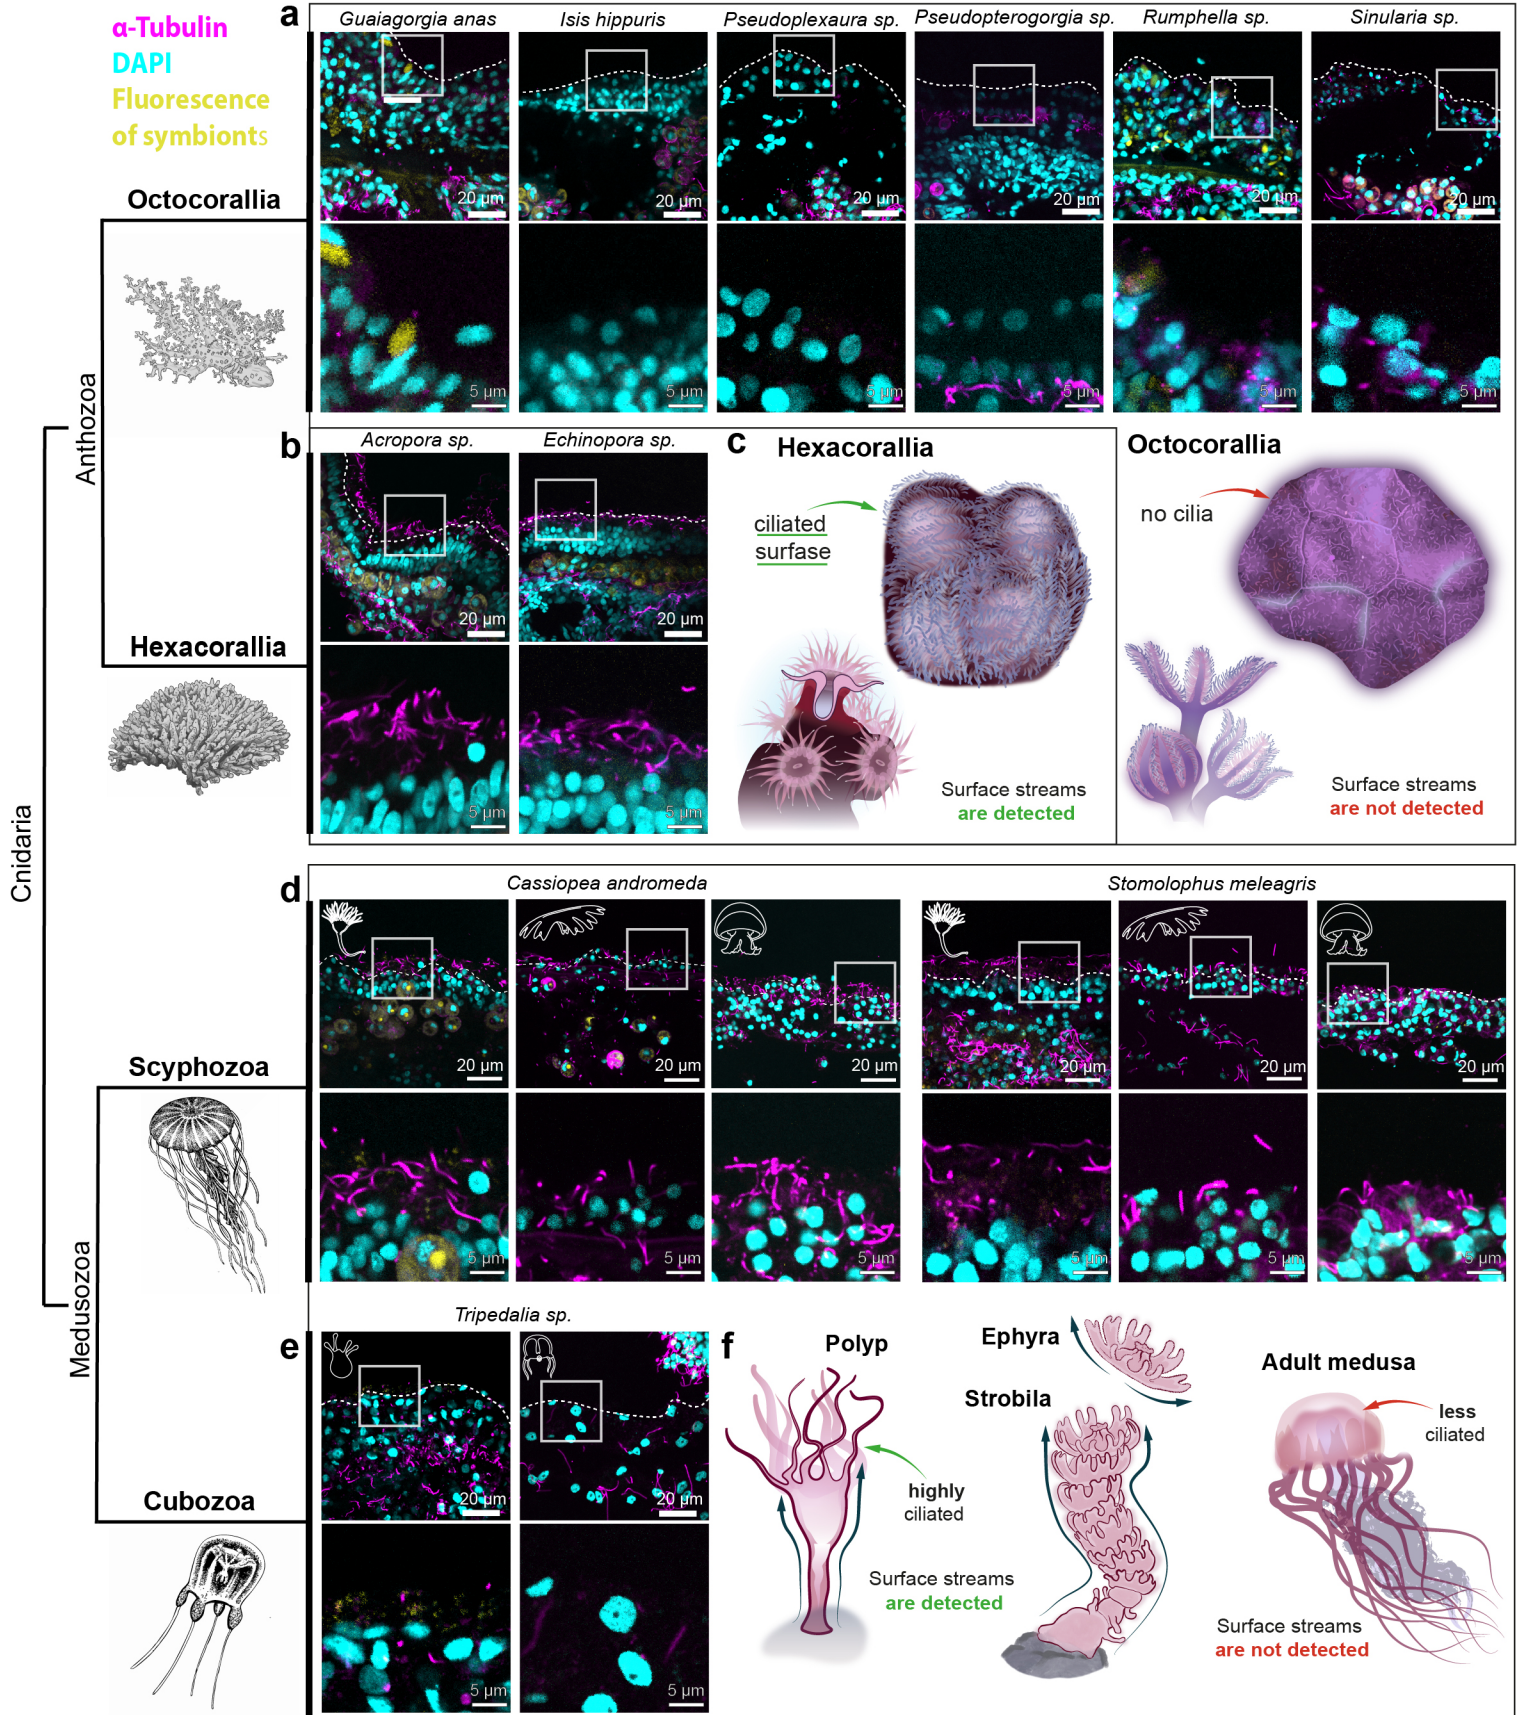 α-Tubulin
DAPI
Fluorescence
of symbionts
a
Guaiagorgia anas
Isis hippuris
Pseudoplexaura sp.
Pseudopterogorgia sp.
Rumphella sp.
Sinularia sp.
20 µm
20 µm
20 µm
20 µm
20 µm
20 µm
5 µm
5 µm
5 µm
5 µm
5 µm
5 µm
Octocorallia
Anthozoa
Hexacorallia
Cnidaria
b
Acropora sp.
Echinopora sp.
20 µm
20 µm
5 µm
5 µm
c
Hexacorallia
ciliated
surfase
Surface streams
are detected
Octocorallia
no cilia
Surface streams
are not detected
d
Cassiopea andromeda
Stomolophus meleagris
20 µm
20 µm
20 µm
20 µm
20 µm
20 µm
5 µm
5 µm
5 µm
5 µm
5 µm
5 µm
Scyphozoa
Medusozoa
Cubozoa
e
Tripedalia sp.
20 µm
20 µm
5 µm
5 µm
f
Polyp
highly
ciliated
Surface streams
are detected
Ephyra
Strobila
Adult medusa
less
ciliated
Surface streams
are not detected